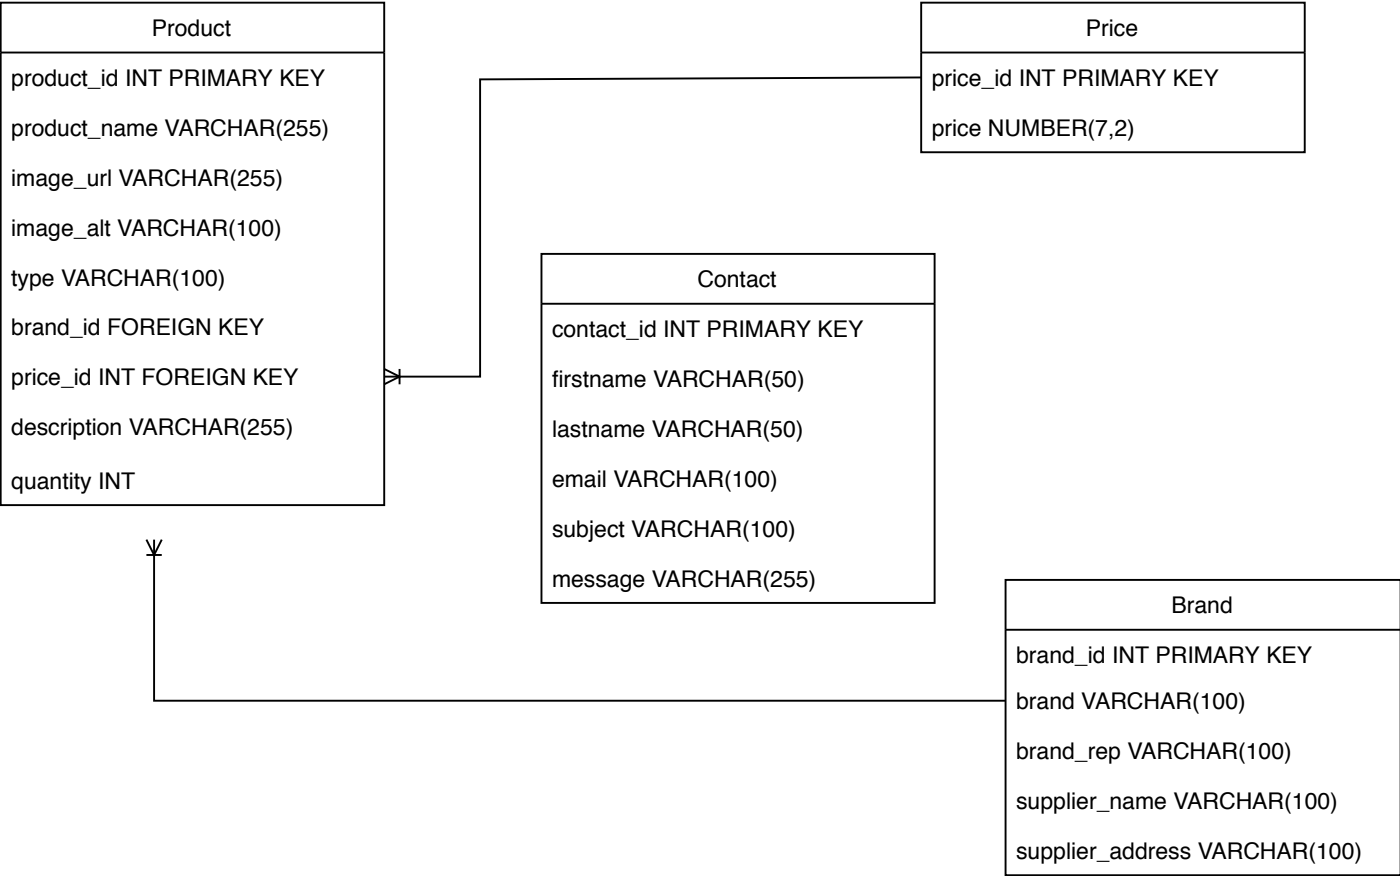 Product
product_id INT PRIMARY KEY
product_name VARCHAR(255)
image_url VARCHAR(255)
image_alt VARCHAR(100)
type VARCHAR(100)
brand_id FOREIGN KEY
price_id INT FOREIGN KEY
description VARCHAR(255)
quantity INT
Price
price_id INT PRIMARY KEY
price NUMBER(7,2)
Contact
contact_id INT PRIMARY KEY
firstname VARCHAR(50)
lastname VARCHAR(50)
email VARCHAR(100)
subject VARCHAR(100)
message VARCHAR(255)
Brand
brand_id INT PRIMARY KEY
brand VARCHAR(100)
brand_rep VARCHAR(100)
supplier_name VARCHAR(100)
supplier_address VARCHAR(100)